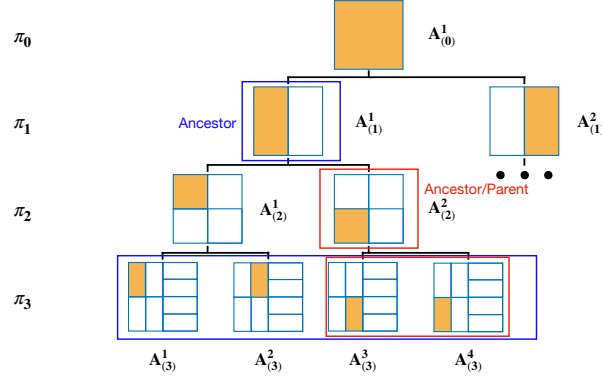 π₀ A¹₍₀₎
π₁ Ancestor A¹₍₁₎ A²₍₁₎
Ancestor/Parent
π₂ A¹₍₂₎ A²₍₂₎
π₃
A¹₍₃₎ A²₍₃₎ A³₍₃₎ A⁴₍₃₎